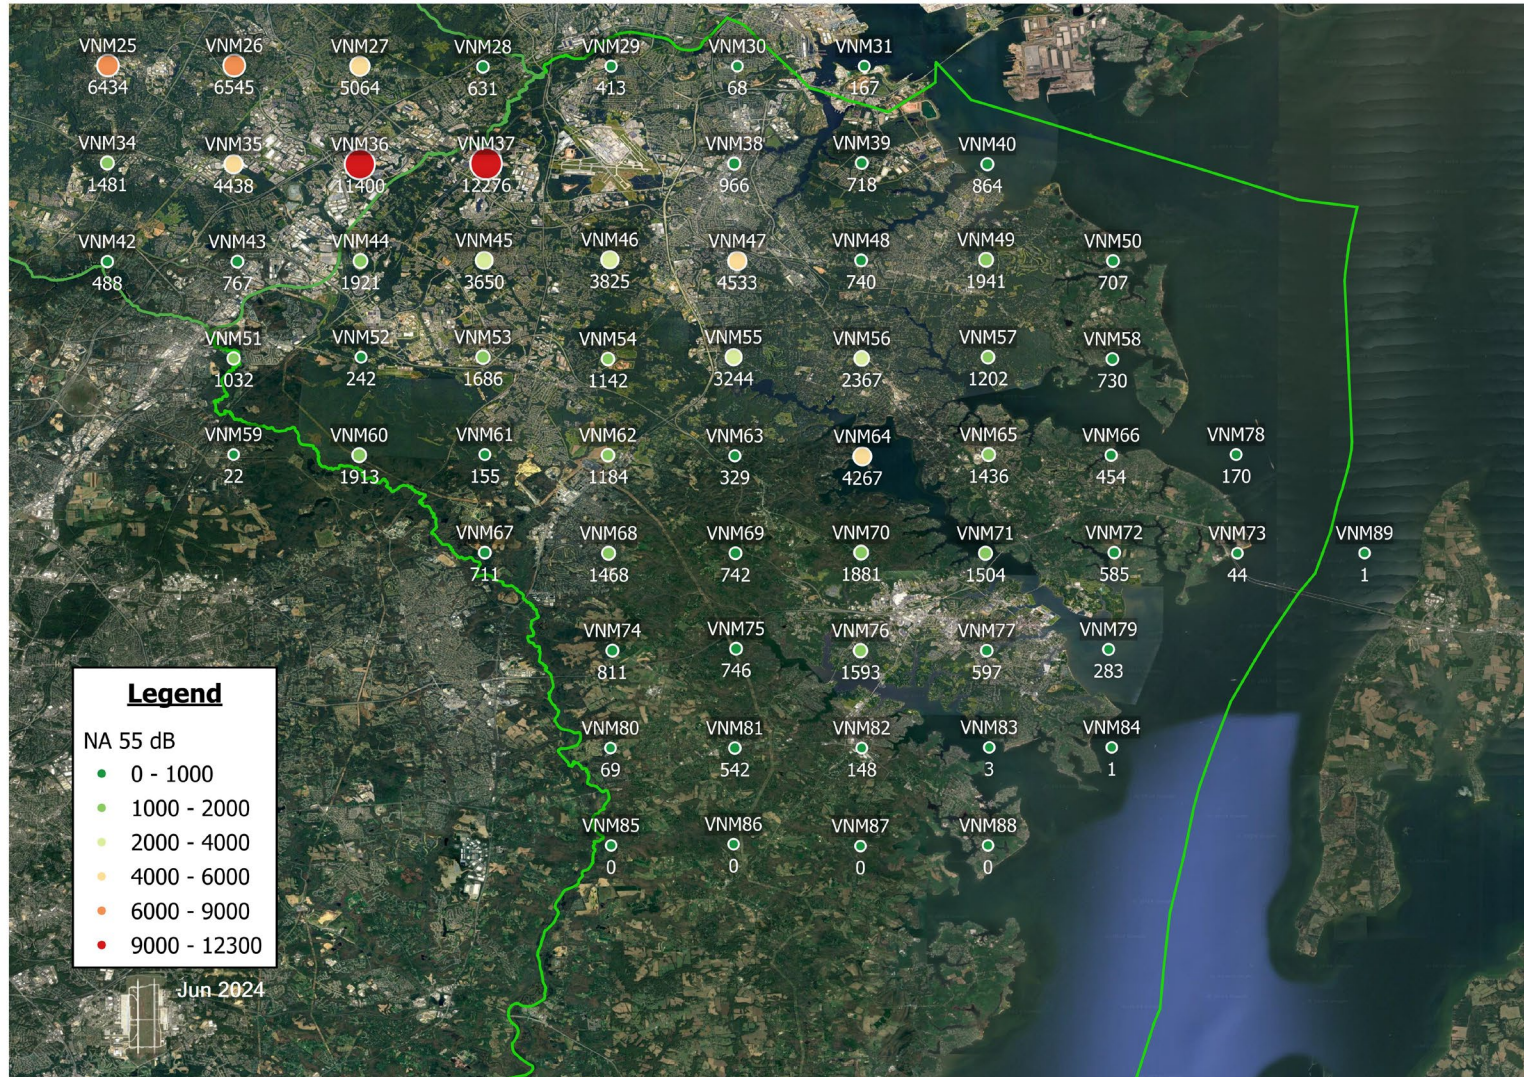 VNM25 VNM26 VNM27 VNM28 VNM29 VNM30 VNM31
6434 6545 5064 631 413 68 167
VNM34 VNM35 VNM36 VNM37 VNM38 VNM39 VNM40
1481 4438 11400 12276 966 718 864
VNM42 VNM43 VNM44 VNM45 VNM46 VNM47 VNM48 VNM49 VNM50
488 767 1921 3650 3825 4533 740 1941 707
VNM51 VNM52 VNM53 VNM54 VNM55 VNM56 VNM57 VNM58
1032 242 1686 1142 3244 2367 1202 730
VNM59 VNM60 VNM61 VNM62 VNM63 VNM64 VNM65 VNM66 VNM78
22 1913 155 1184 329 4267 1436 454 170
VNM67 VNM68 VNM69 VNM70 VNM71 VNM72 VNM73 VNM89
711 1468 742 1881 1504 585 44 1
VNM74 VNM75 VNM76 VNM77 VNM79
811 746 1593 597 283
VNM80 VNM81 VNM82 VNM83 VNM84
69 542 148 3 1
VNM85 VNM86 VNM87 VNM88
0 0 0 0
Legend
NA 55 dB
0 - 1000
1000 - 2000
2000 - 4000
4000 - 6000
6000 - 9000
9000 - 12300
Jun 2024